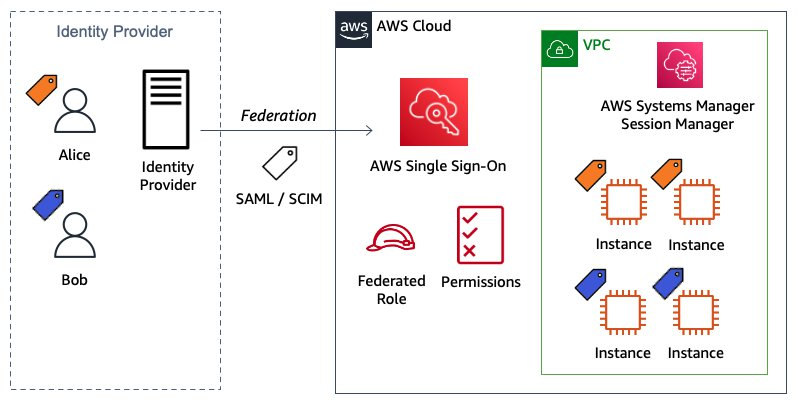 Identity Provider
Alice
Identity
Provider
Bob
Federation
SAML / SCIM
aws
AWS Cloud
AWS Single Sign-On
Federated
Role
Permissions
VPC
AWS Systems Manager
Session Manager
Instance
Instance
Instance
Instance